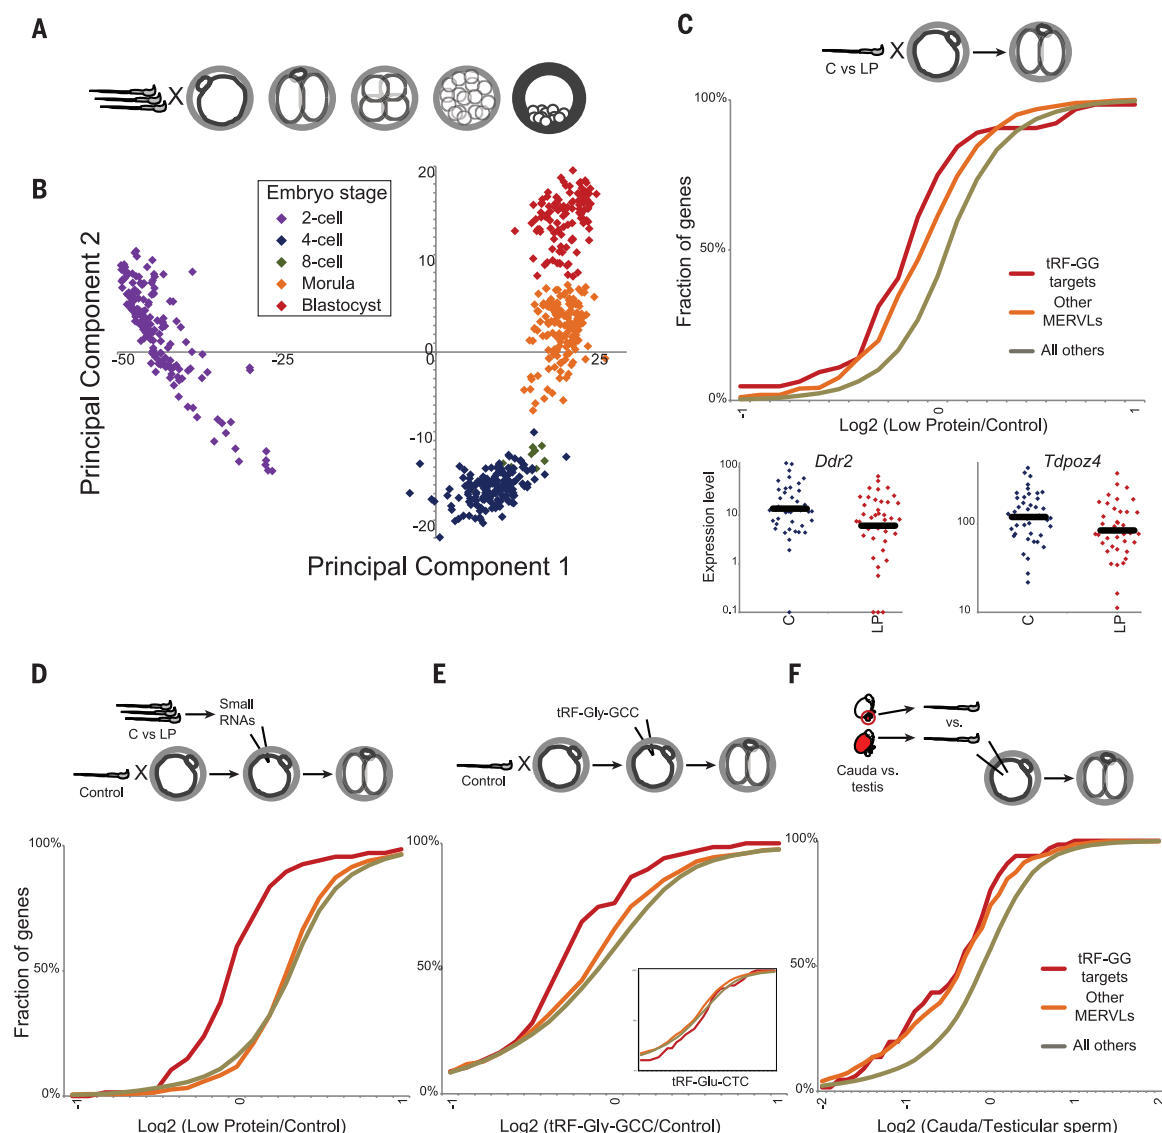 A
X
B
Principal Component 2
Embryo stage
2-cell
4-cell
8-cell
Morula
Blastocyst
20
10
0
-10
-20
-50
-25
0
25
Principal Component 1
C
C vs LP
X
Fraction of genes
100%
50%
0%
-1
0
1
Log2 (Low Protein/Control)
tRF-GG
targets
Other
MERVLs
All others
Ddr2
Expression level
100
10
1
0.1
C
LP
Tdpoz4
100
10
C
LP
D
C vs LP
Small
RNAs
Control
X
Fraction of genes
100%
50%
0%
-1
0
1
Log2 (Low Protein/Control)
E
tRF-Gly-GCC
Control
X
100%
50%
0%
-1
0
1
tRF-Glu-CTC
Log2 (tRF-Gly-GCC/Control)
F
vs.
Cauda vs.
testis
100%
50%
0%
-2
-1
0
1
2
tRF-GG
targets
Other
MERVLs
All others
Log2 (Cauda/Testicular sperm)